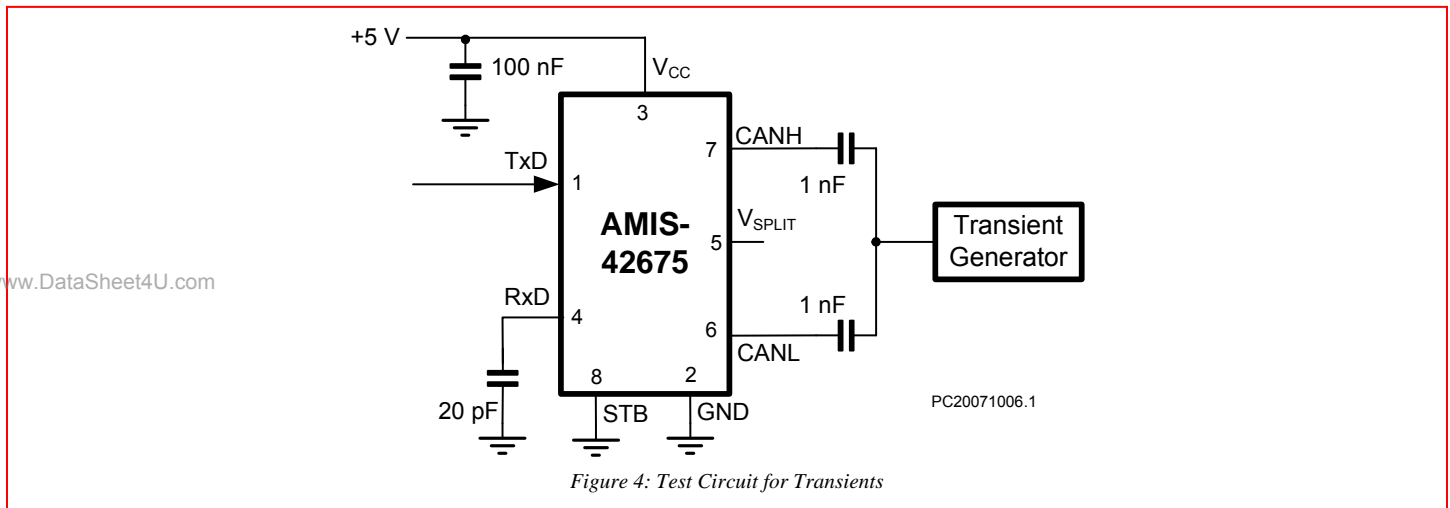 +5 V
100 nF
VCC
3
TxD
1
CANH
7
1 nF
AMIS-
42675
VSPLIT
5
Transient
Generator
www.DataSheet4U.com
RxD
4
1 nF
6
CANL
8
2
20 pF
STB
GND
PC20071006.1
Figure 4: Test Circuit for Transients